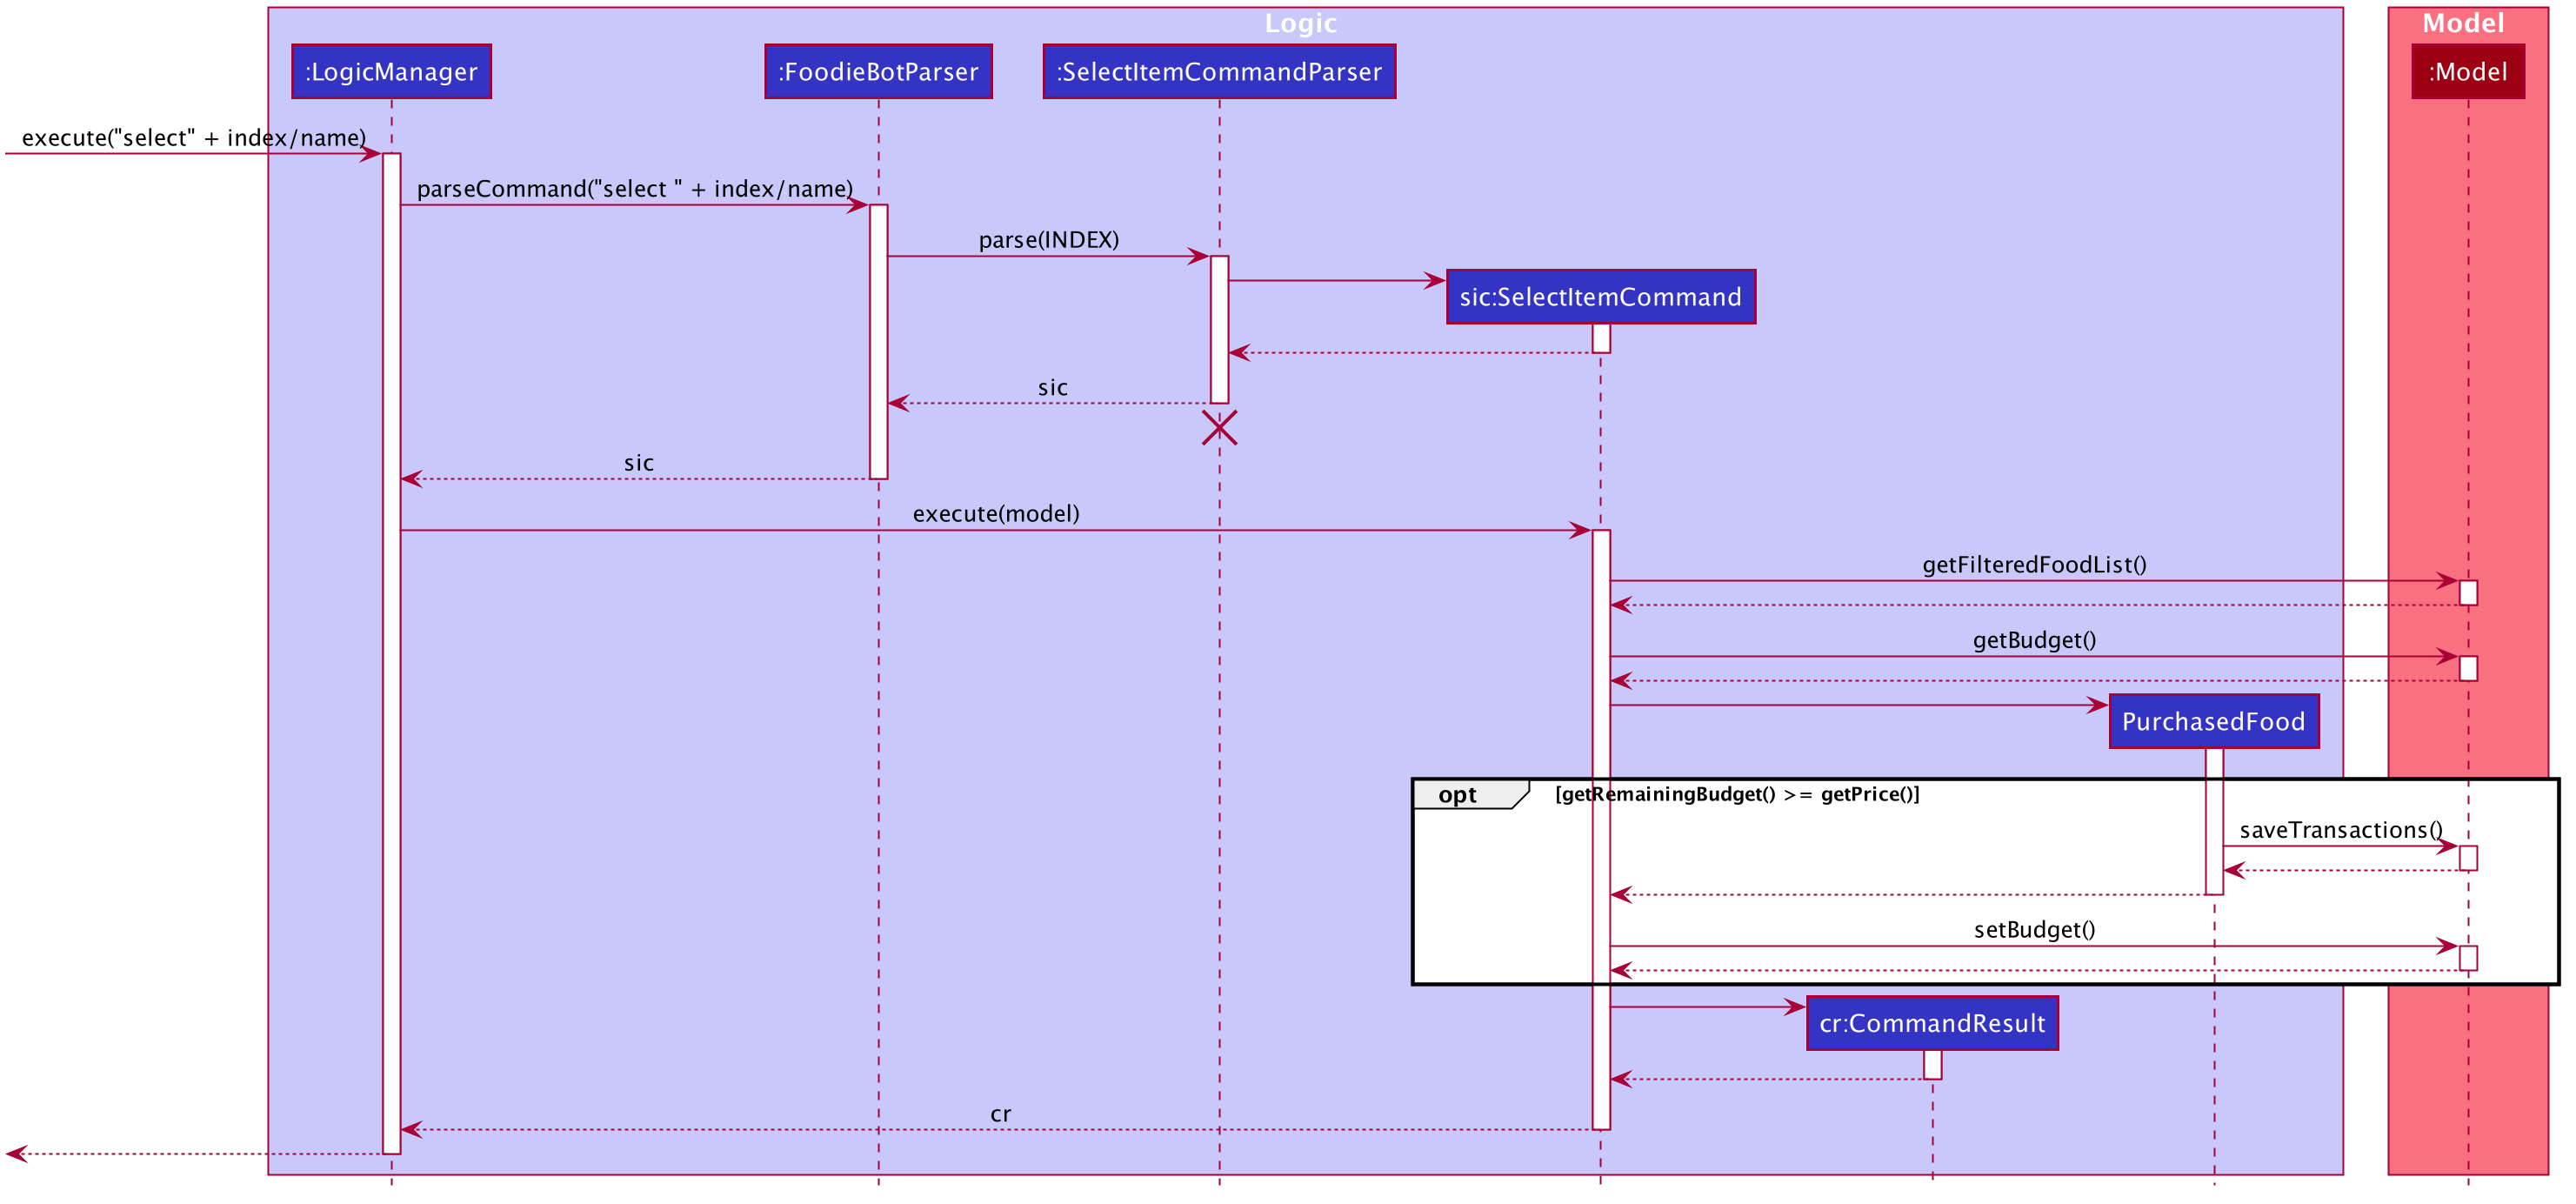 Logic
Model
:LogicManager
:FoodieBotParser
:SelectItemCommandParser
:Model
execute("select" + index/name)
parseCommand("select " + index/name)
parse(INDEX)
sic:SelectItemCommand
sic
sic
execute(model)
getFilteredFoodList()
getBudget()
PurchasedFood
opt
[getRemainingBudget() >= getPrice()]
saveTransactions()
setBudget()
cr:CommandResult
cr